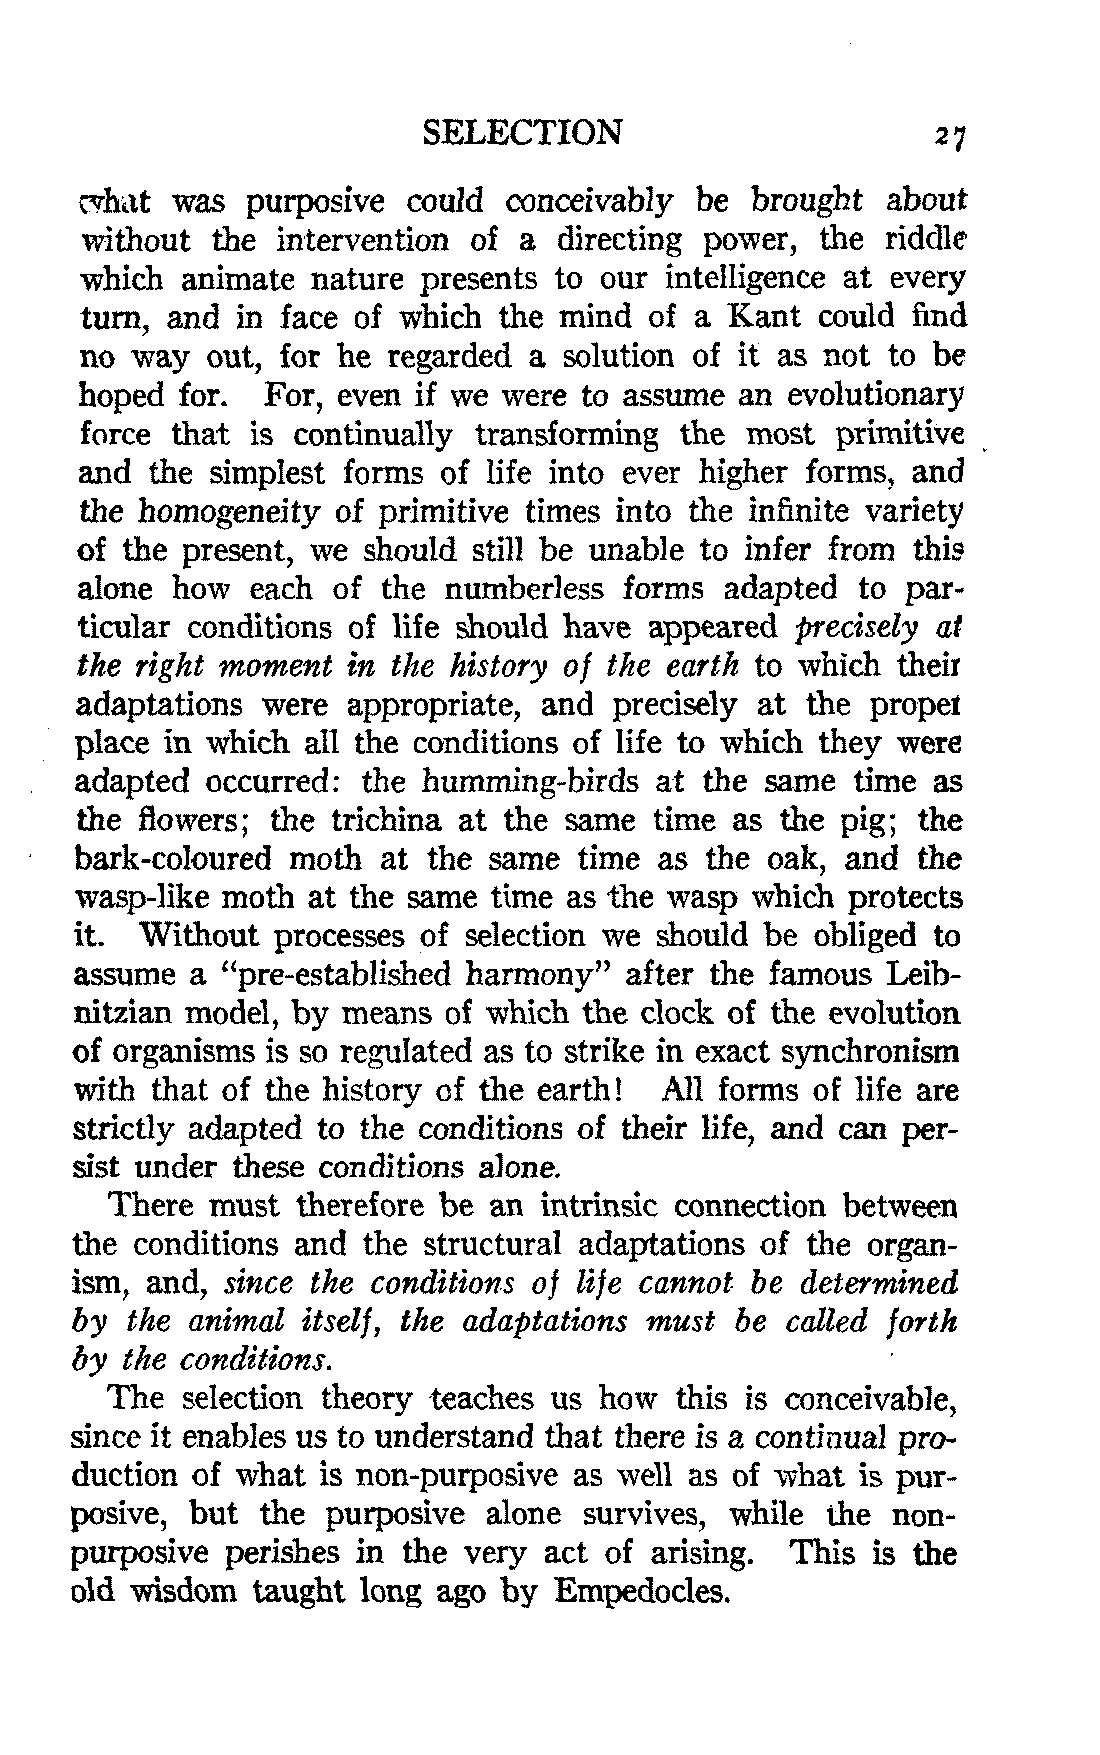 SELECTION 27
what was purposive could conceivably be brought about
without the intervention of a directing power, the riddle
which animate nature presents to our intelligence at every
turn, and in face of which the mind of a Kant could find
no way out, for he regarded a solution of it as not to be
hoped for. For, even if we were to assume an evolutionary
force that is continually transforming the most primitive
and the simplest forms of life into ever higher forms, and
the homogeneity of primitive times into the infinite variety
of the present, we should still be unable to infer from this
alone how each of the numberless forms adapted to par-
ticular conditions of life should have appeared precisely at
the right moment in the history of the earth to which their
adaptations were appropriate, and precisely at the proper
place in which all the conditions of life to which they were
adapted occurred: the humming-birds at the same time as
the flowers; the trichina at the same time as the pig; the
bark-coloured moth at the same time as the oak, and the
wasp-like moth at the same time as the wasp which protects
it. Without processes of selection we should be obliged to
assume a "pre-established harmony" after the famous Leib-
nitzian model, by means of which the clock of the evolution
of organisms is so regulated as to strike in exact synchronism
with that of the history of the earth! All forms of life are
strictly adapted to the conditions of their life, and can per-
sist under these conditions alone.
There must therefore be an intrinsic connection between
the conditions and the structural adaptations of the organ-
ism, and, since the conditions of life cannot be determined
by the animal itself, the adaptations must be called forth
by the conditions.
The selection theory teaches us how this is conceivable,
since it enables us to understand that there is a continual pro-
duction of what is non-purposive as well as of what is pur-
posive, but the purposive alone survives, while the non-
purposive perishes in the very act of arising. This is the
old wisdom taught long ago by Empedocles.